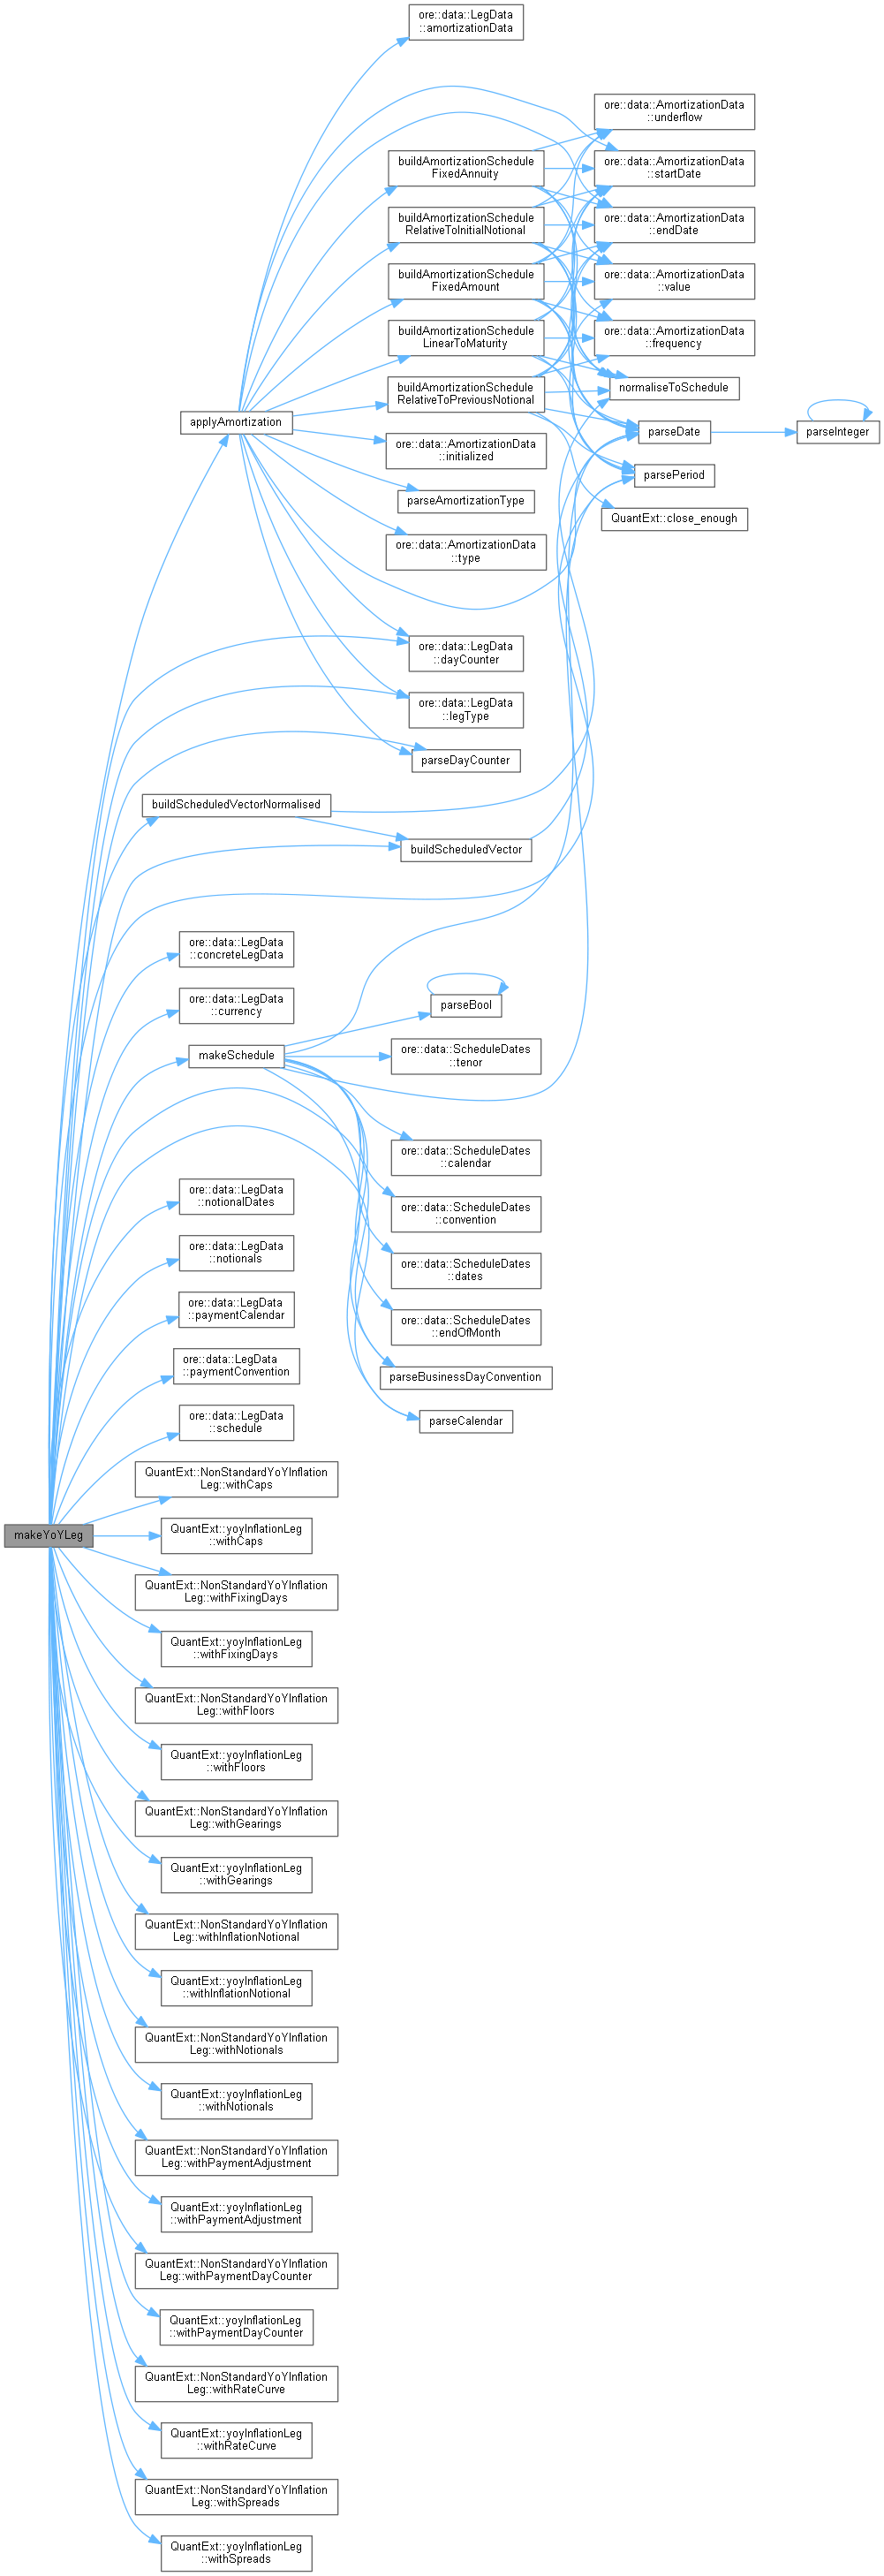 ore::data::LegData
::amortizationData
ore::data::AmortizationData
::underflow
buildAmortizationSchedule
FixedAnnuity
ore::data::AmortizationData
::startDate
buildAmortizationSchedule
RelativeToInitialNotional
ore::data::AmortizationData
::endDate
buildAmortizationSchedule
FixedAmount
ore::data::AmortizationData
::value
buildAmortizationSchedule
LinearToMaturity
ore::data::AmortizationData
::frequency
buildAmortizationSchedule
RelativeToPreviousNotional
normaliseToSchedule
applyAmortization
parseDate
parseInteger
ore::data::AmortizationData
::initialized
parsePeriod
parseAmortizationType
QuantExt::close_enough
ore::data::AmortizationData
::type
ore::data::LegData
::dayCounter
ore::data::LegData
::legType
parseDayCounter
buildScheduledVectorNormalised
buildScheduledVector
ore::data::LegData
::concreteLegData
ore::data::LegData
::currency
parseBool
makeSchedule
ore::data::ScheduleDates
::tenor
ore::data::ScheduleDates
::calendar
ore::data::LegData
::notionalDates
ore::data::ScheduleDates
::convention
ore::data::LegData
::notionals
ore::data::ScheduleDates
::dates
ore::data::LegData
::paymentCalendar
ore::data::ScheduleDates
::endOfMonth
ore::data::LegData
::paymentConvention
parseBusinessDayConvention
ore::data::LegData
::schedule
parseCalendar
QuantExt::NonStandardYoYInflation
Leg::withCaps
makeYoYLeg
QuantExt::yoyInflationLeg
::withCaps
QuantExt::NonStandardYoYInflation
Leg::withFixingDays
QuantExt::yoyInflationLeg
::withFixingDays
QuantExt::NonStandardYoYInflation
Leg::withFloors
QuantExt::yoyInflationLeg
::withFloors
QuantExt::NonStandardYoYInflation
Leg::withGearings
QuantExt::yoyInflationLeg
::withGearings
QuantExt::NonStandardYoYInflation
Leg::withInflationNotional
QuantExt::yoyInflationLeg
::withInflationNotional
QuantExt::NonStandardYoYInflation
Leg::withNotionals
QuantExt::yoyInflationLeg
::withNotionals
QuantExt::NonStandardYoYInflation
Leg::withPaymentAdjustment
QuantExt::yoyInflationLeg
::withPaymentAdjustment
QuantExt::NonStandardYoYInflation
Leg::withPaymentDayCounter
QuantExt::yoyInflationLeg
::withPaymentDayCounter
QuantExt::NonStandardYoYInflation
Leg::withRateCurve
QuantExt::yoyInflationLeg
::withRateCurve
QuantExt::NonStandardYoYInflation
Leg::withSpreads
QuantExt::yoyInflationLeg
::withSpreads